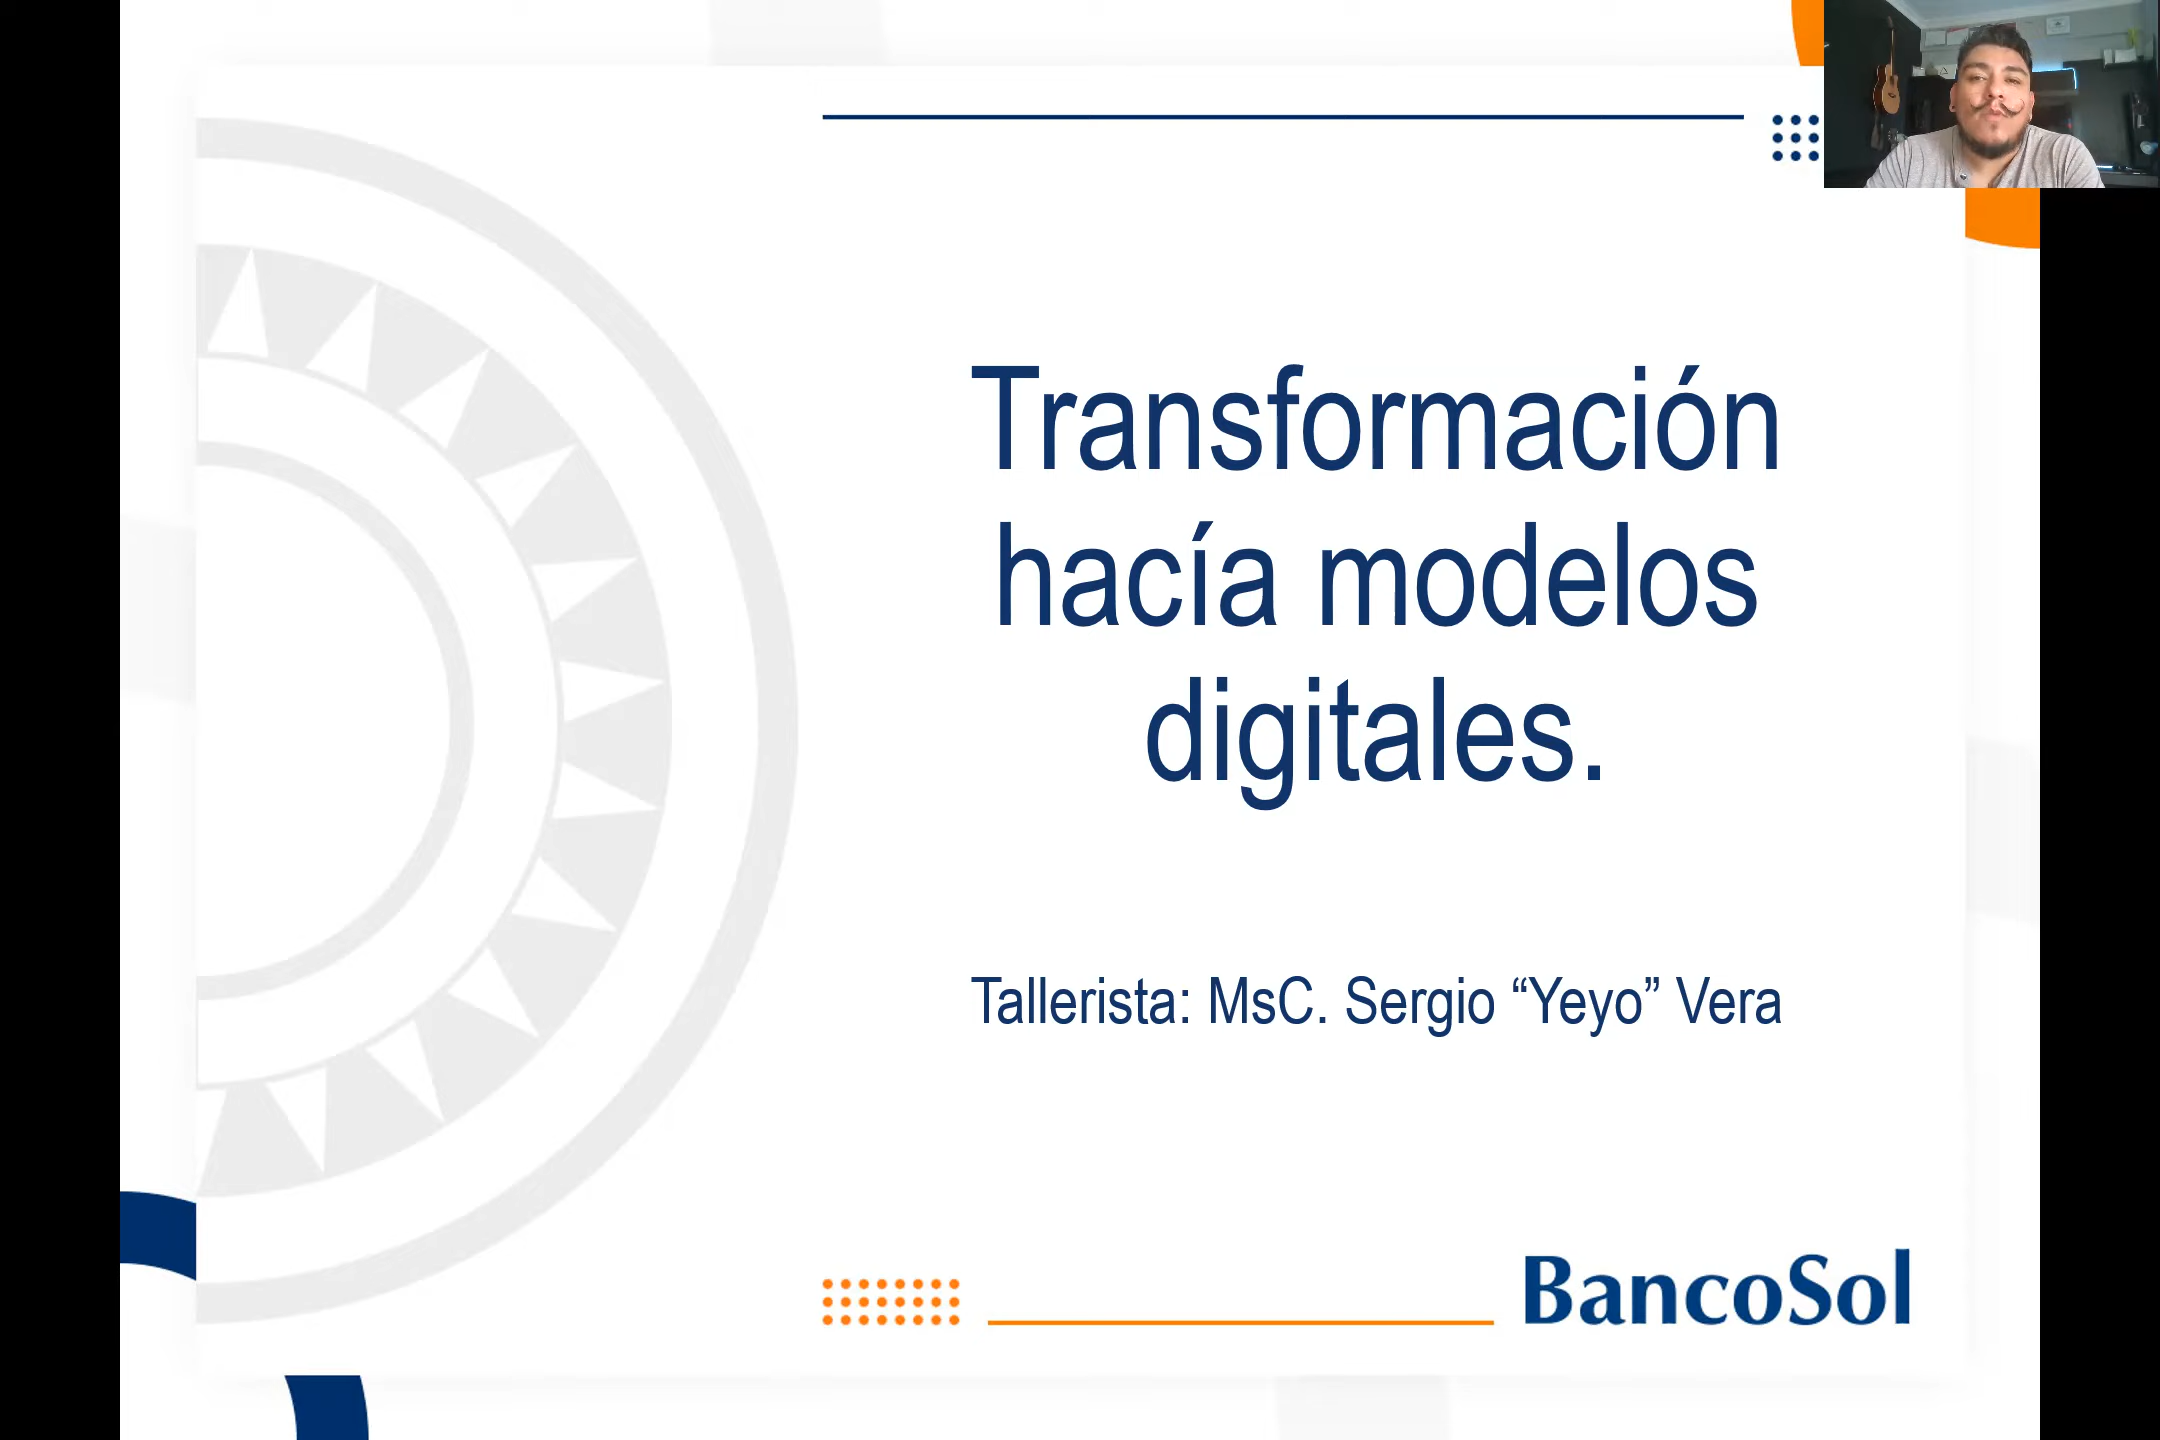 Transformación
hacía modelos
digitales.
Tallerista: MsC. Sergio “Yeyo” Vera
BancoSol